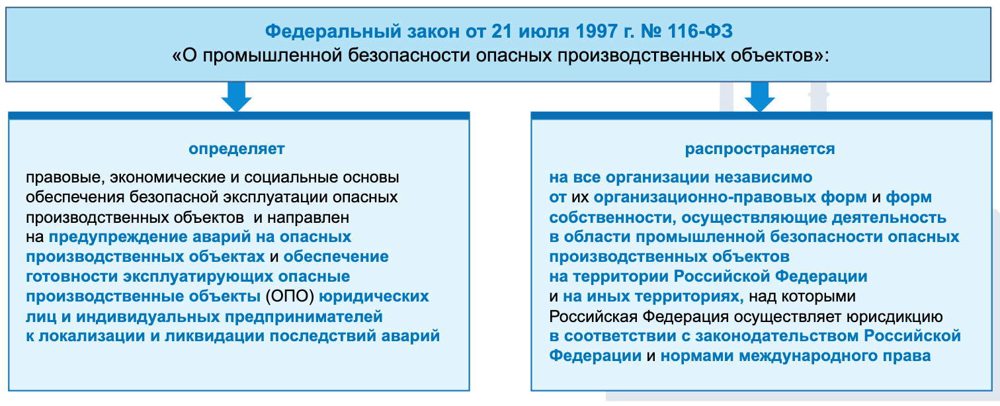 Федеральный закон от 21 июля 1997 г. № 116-ФЗ
«О промышленной безопасности опасных производственных объектов»:
определяет
правовые, экономические и социальные основы
обеспечения безопасной эксплуатации опасных
производственных объектов и направлен
на предупреждение аварий на опасных
производственных объектах и обеспечение
готовности эксплуатирующих опасные
производственные объекты (ОПО) юридических
лиц и индивидуальных предпринимателей
к локализации и ликвидации последствий аварий
распространяется
на все организации независимо
от их организационно-правовых форм и форм
собственности, осуществляющие деятельность
в области промышленной безопасности опасных
производственных объектов
на территории Российской Федерации
и на иных территориях, над которыми
Российская Федерация осуществляет юрисдикцию
в соответствии с законодательством Российской
Федерации и нормами международного права